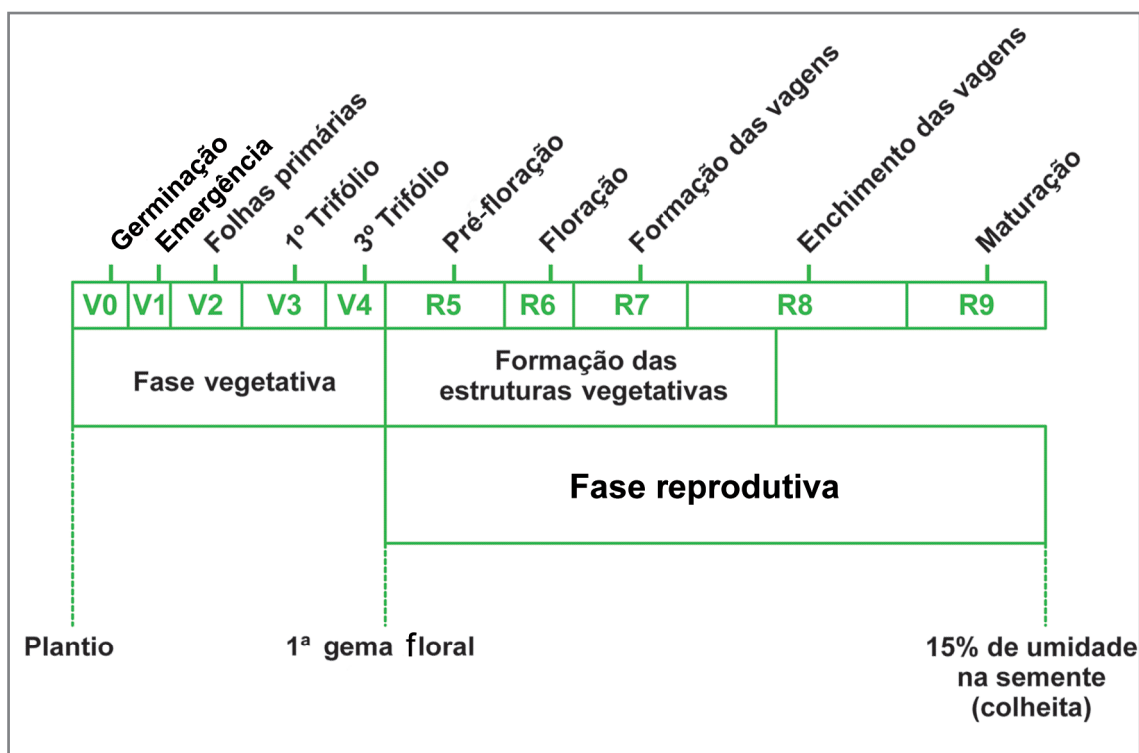 Germinação
Emergência
Folhas primárias
1º Trifólio
3º Trifólio
Pré-floração
Floração
Formação das vagens
Enchimento das vagens
Maturação
V0 V1 V2 V3 V4 R5 R6 R7 R8 R9
Fase vegetativa
Formação das
estruturas vegetativas
Fase reprodutiva
Plantio
1ª gema floral
15% de umidade
na semente
(colheita)